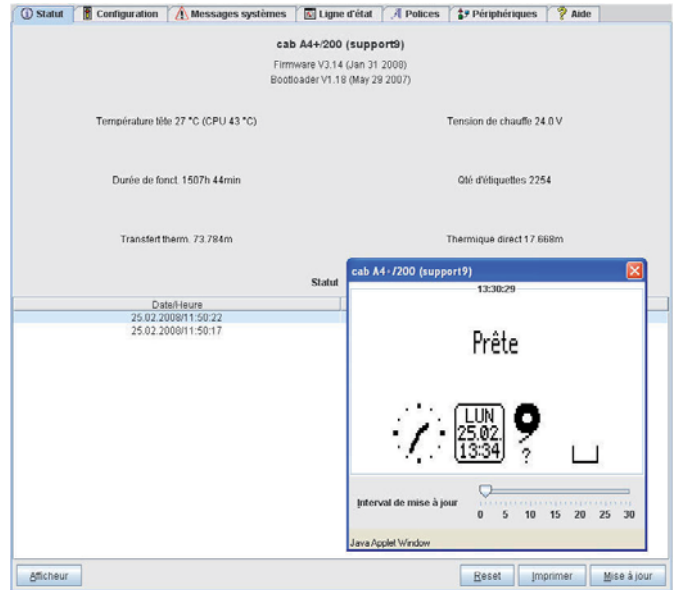 Statut Configuration Messages systèmes Ligne d'état Polices Périphériques Aide
cab A4+/200 (support9)
Firmware V3.14 (Jan 31 2008)
Bootloader V1.18 (May 29 2007)
Température tête 27 °C (CPU 43 °C) Tension de chauffe 24.0 V
Durée de fonct. 1507h 44min Qté d'étiquettes 2254
Transfert therm. 73.784m Thermique direct 17.668m
Statut
Date/Heure
25.02.2008/11:50:22
25.02.2008/11:50:17
cab A4+/200 (support9)
13:30:29
Prête
LUN
25.02.
13:34
?
Interval de mise à jour
0 5 10 15 20 25 30
Java Applet Window
Afficheur Reset Imprimer Mise à jour